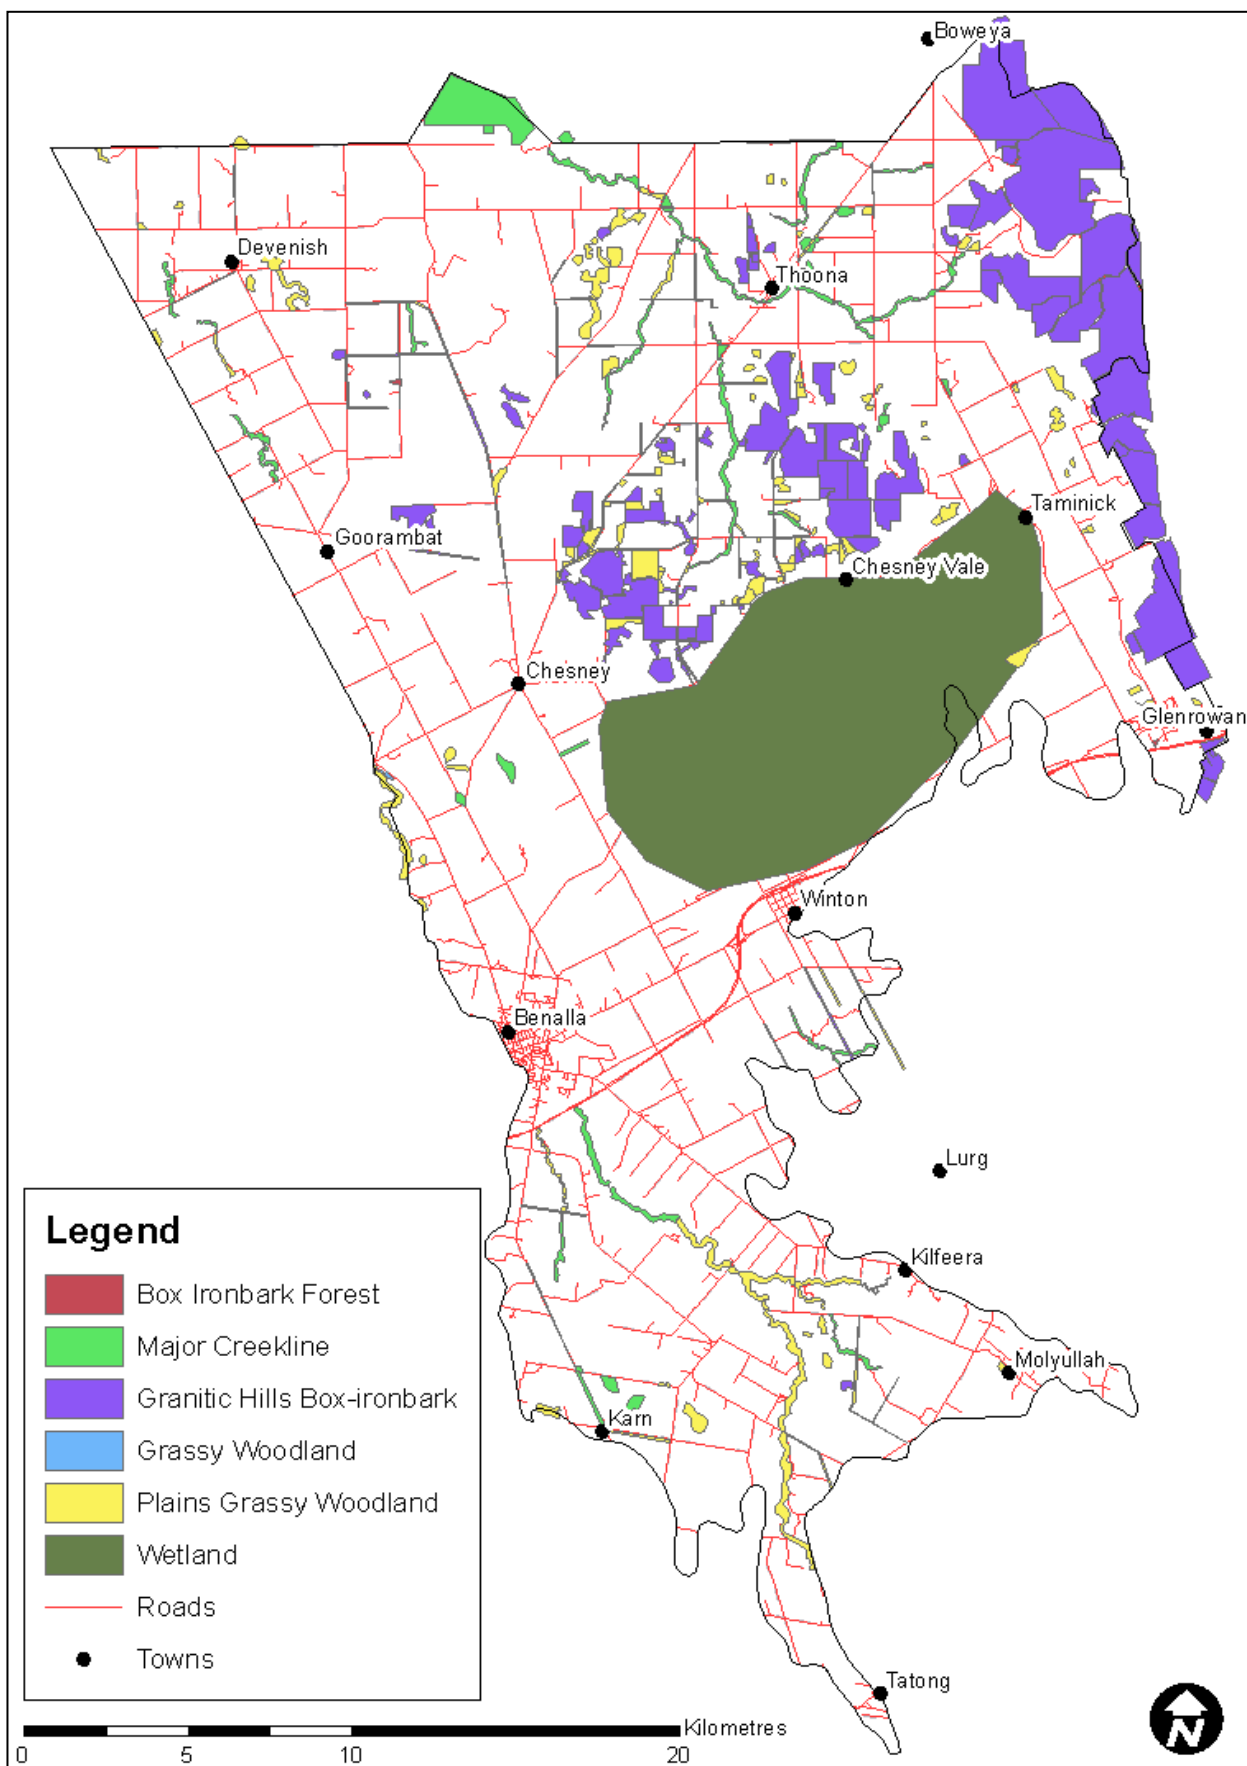 Boweya
Devenish
Thoona
Taminick
Goorambat
Chesney Vale
Chesney
Glenrowan
Winton
Benalla
Lurg
Kilfeera
Molyullah
Karn
Tatong
Legend
Box Ironbark Forest
Major Creekline
Granitic Hills Box-ironbark
Grassy Woodland
Plains Grassy Woodland
Wetland
Roads
Towns
Kilometres
0 5 10 20
N